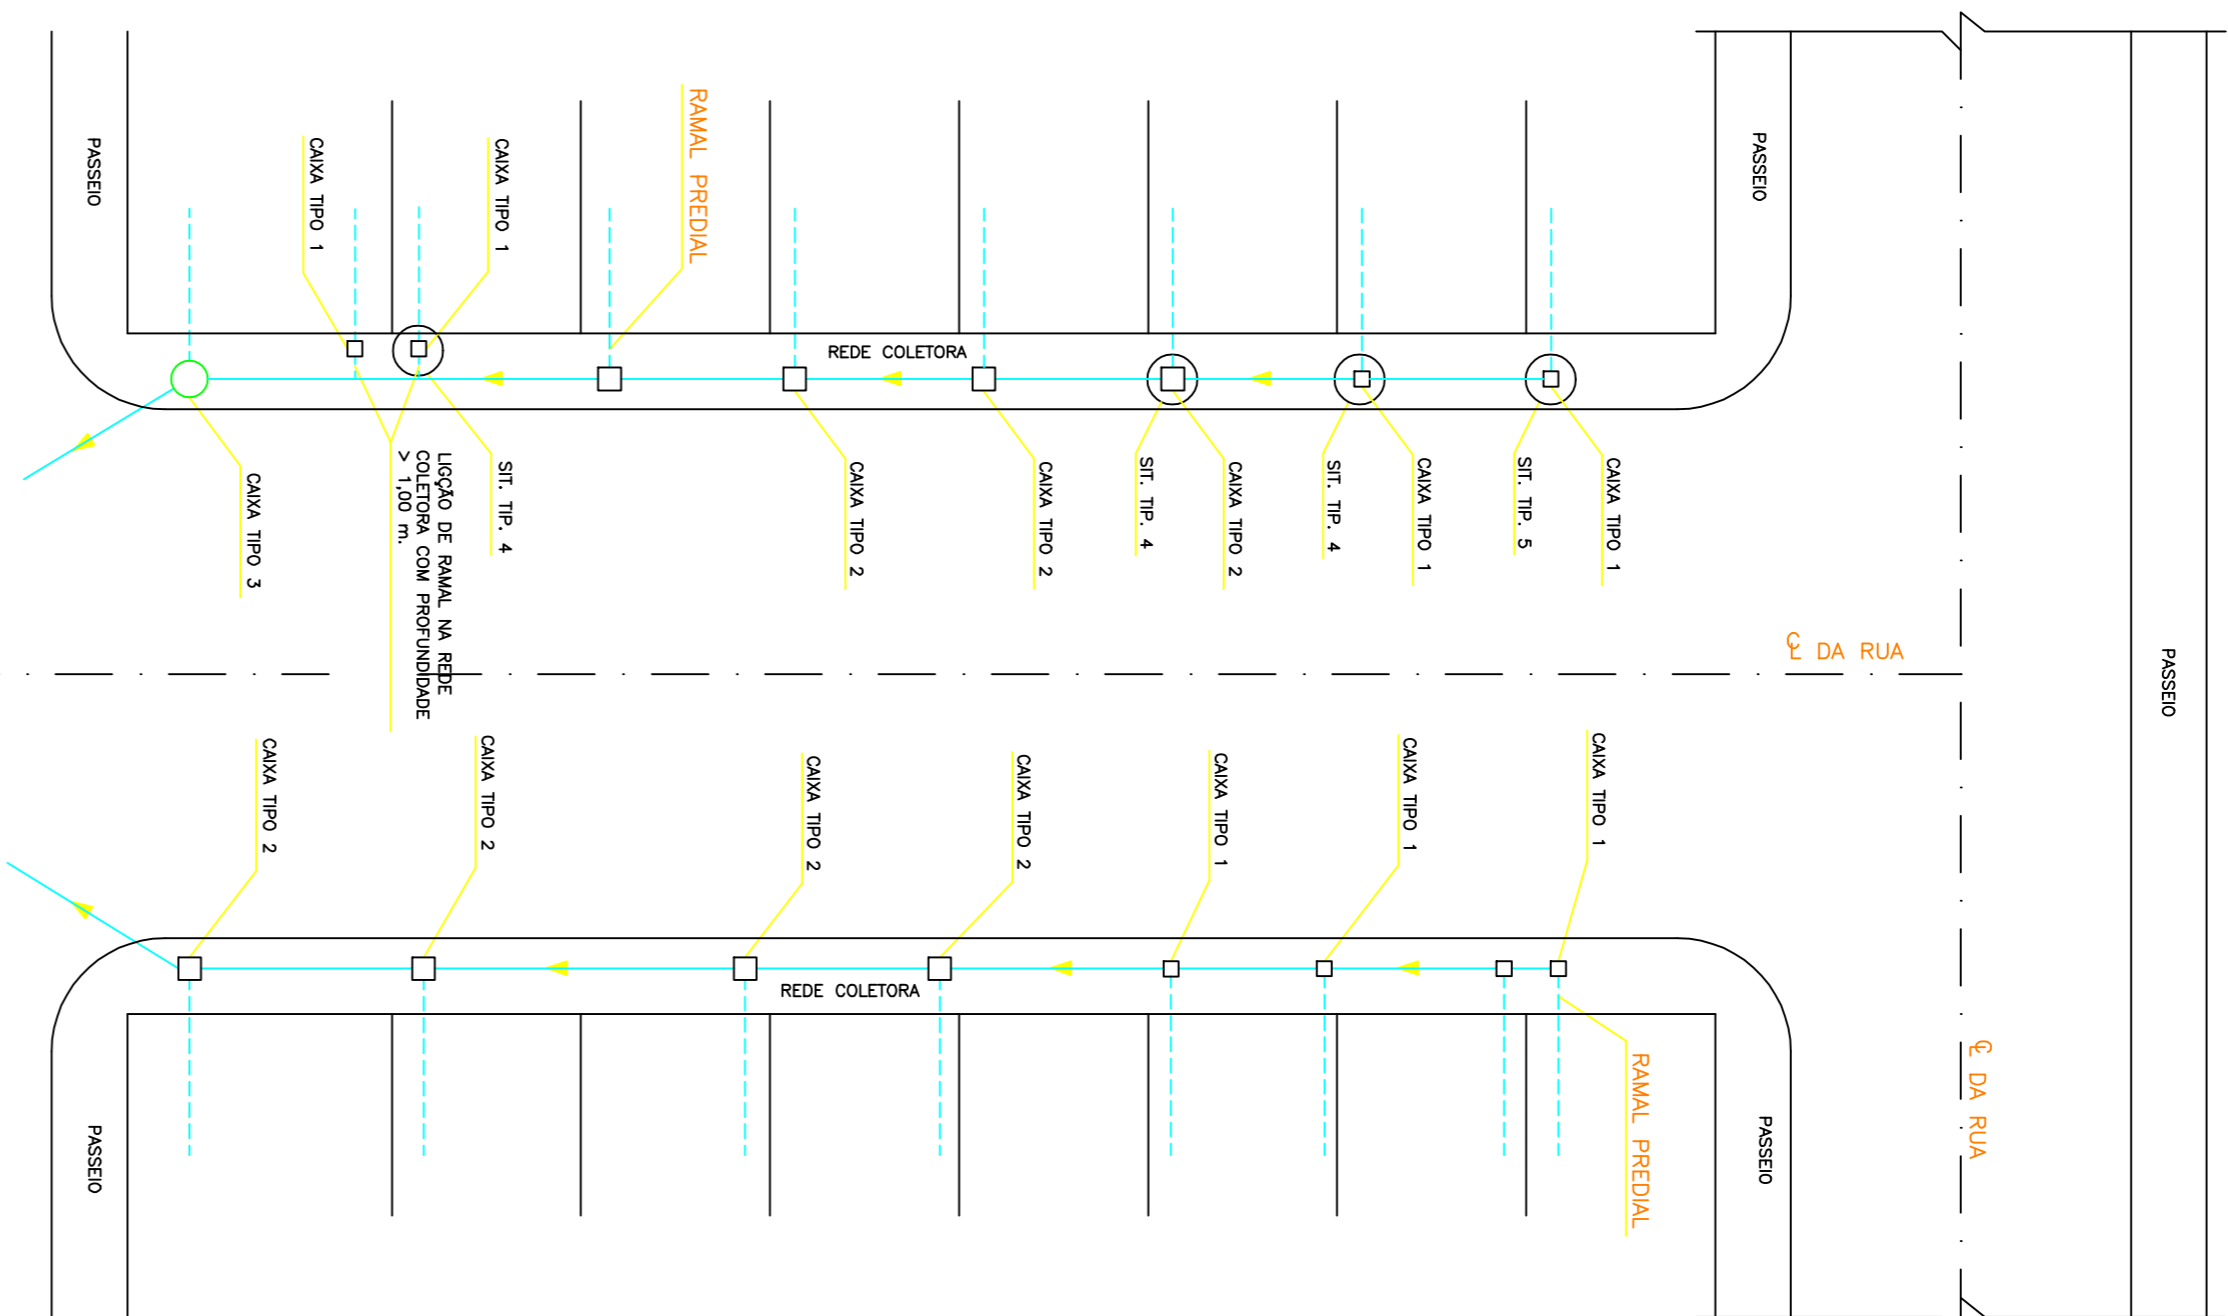 PASSEIO
CAIXA TIPO 1
CAIXA TIPO 1
RAMAL PREDIAL
PASSEIO
REDE COLETORA
CAIXA TIPO 3
LIGÇÃO DE RAMAL NA REDE
COLETORA COM PROFUNDIDADE
> 1,00 m.
SIT. TIP. 4
CAIXA TIPO 2
CAIXA TIPO 2
SIT. TIP. 4
CAIXA TIPO 2
SIT. TIP. 4
CAIXA TIPO 1
SIT. TIP. 5
CAIXA TIPO 1
℄ DA RUA
PASSEIO
CAIXA TIPO 2
CAIXA TIPO 2
CAIXA TIPO 2
CAIXA TIPO 2
CAIXA TIPO 1
CAIXA TIPO 1
CAIXA TIPO 1
REDE COLETORA
PASSEIO
RAMAL PREDIAL
PASSEIO
℄ DA RUA